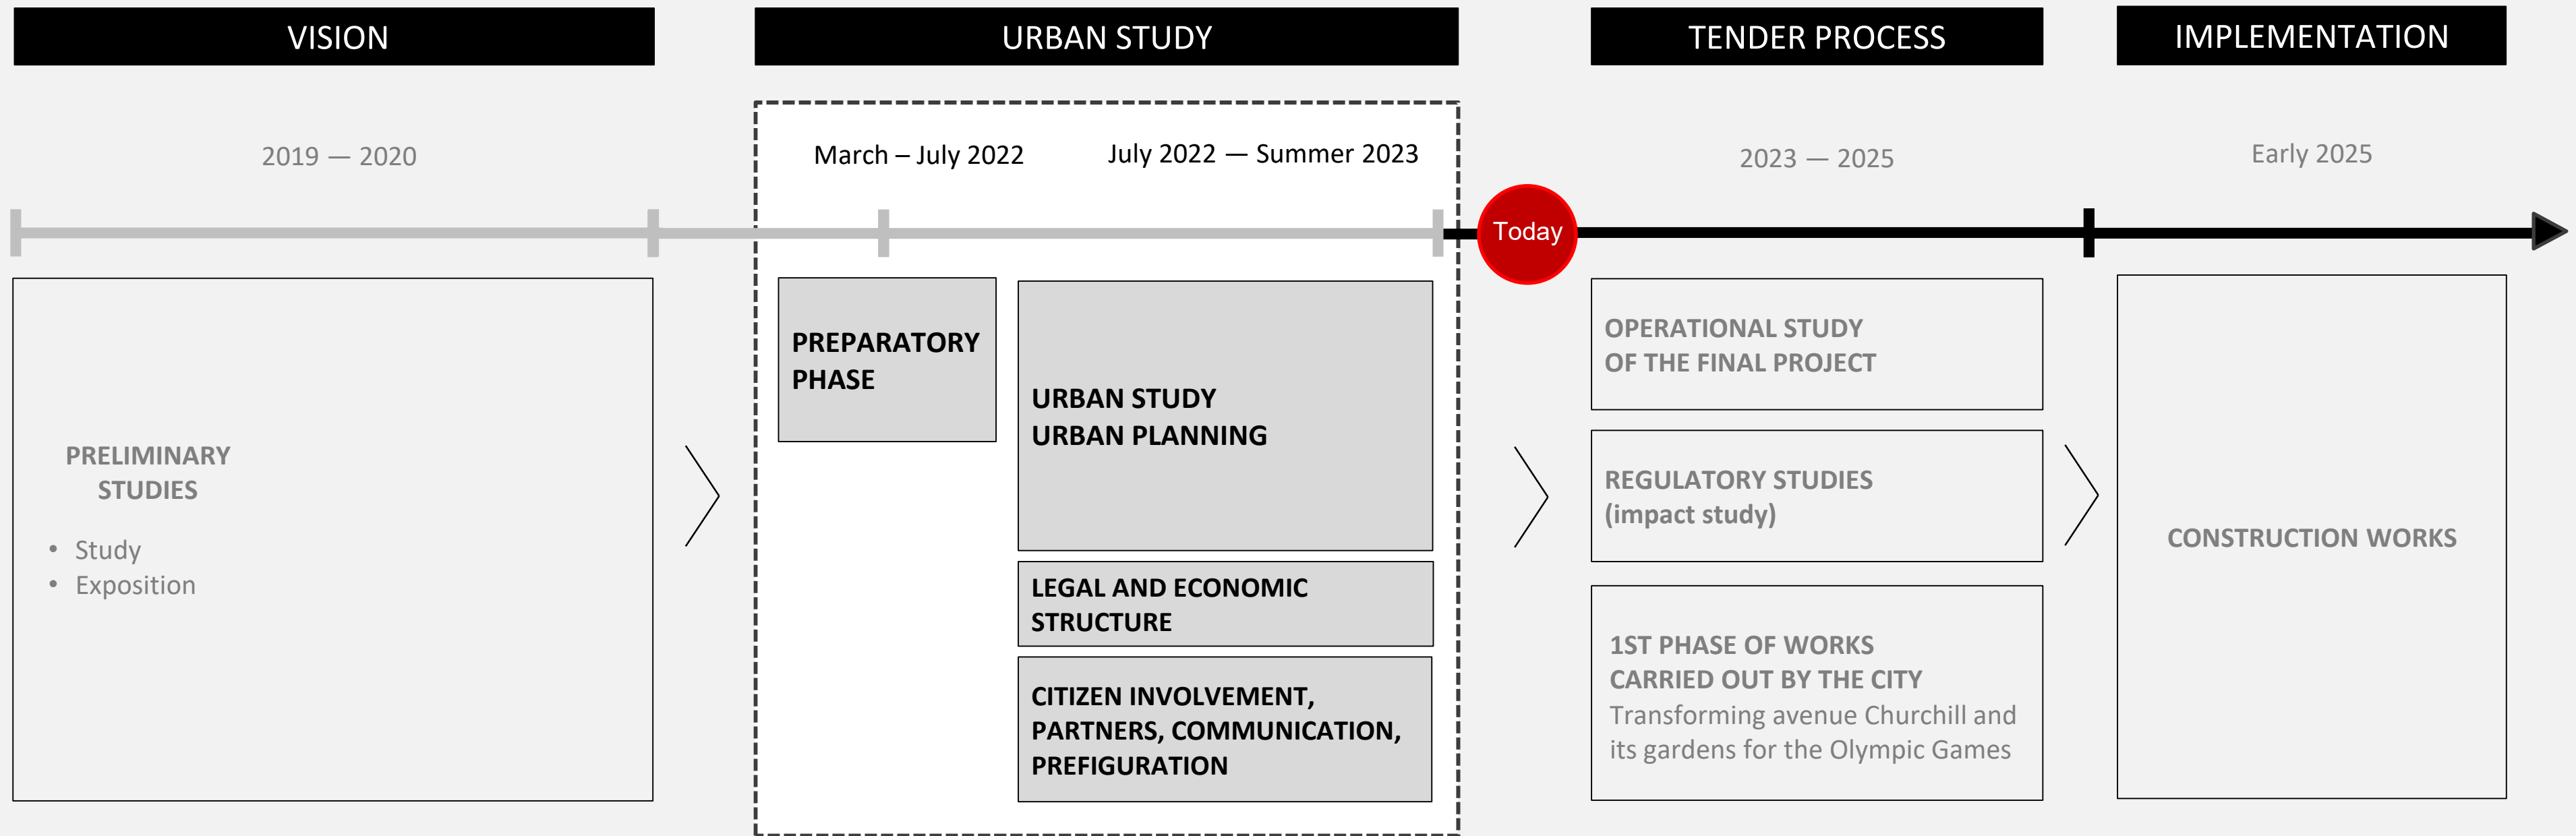 VISION
URBAN STUDY
TENDER PROCESS
IMPLEMENTATION
2019 — 2020
March – July 2022
July 2022 — Summer 2023
2023 — 2025
Early 2025
Today
PRELIMINARY
STUDIES
• Study
• Exposition
PREPARATORY
PHASE
URBAN STUDY
URBAN PLANNING
LEGAL AND ECONOMIC
STRUCTURE
CITIZEN INVOLVEMENT,
PARTNERS, COMMUNICATION,
PREFIGURATION
OPERATIONAL STUDY
OF THE FINAL PROJECT
REGULATORY STUDIES
(impact study)
1ST PHASE OF WORKS
CARRIED OUT BY THE CITY
Transforming avenue Churchill and
its gardens for the Olympic Games
CONSTRUCTION WORKS